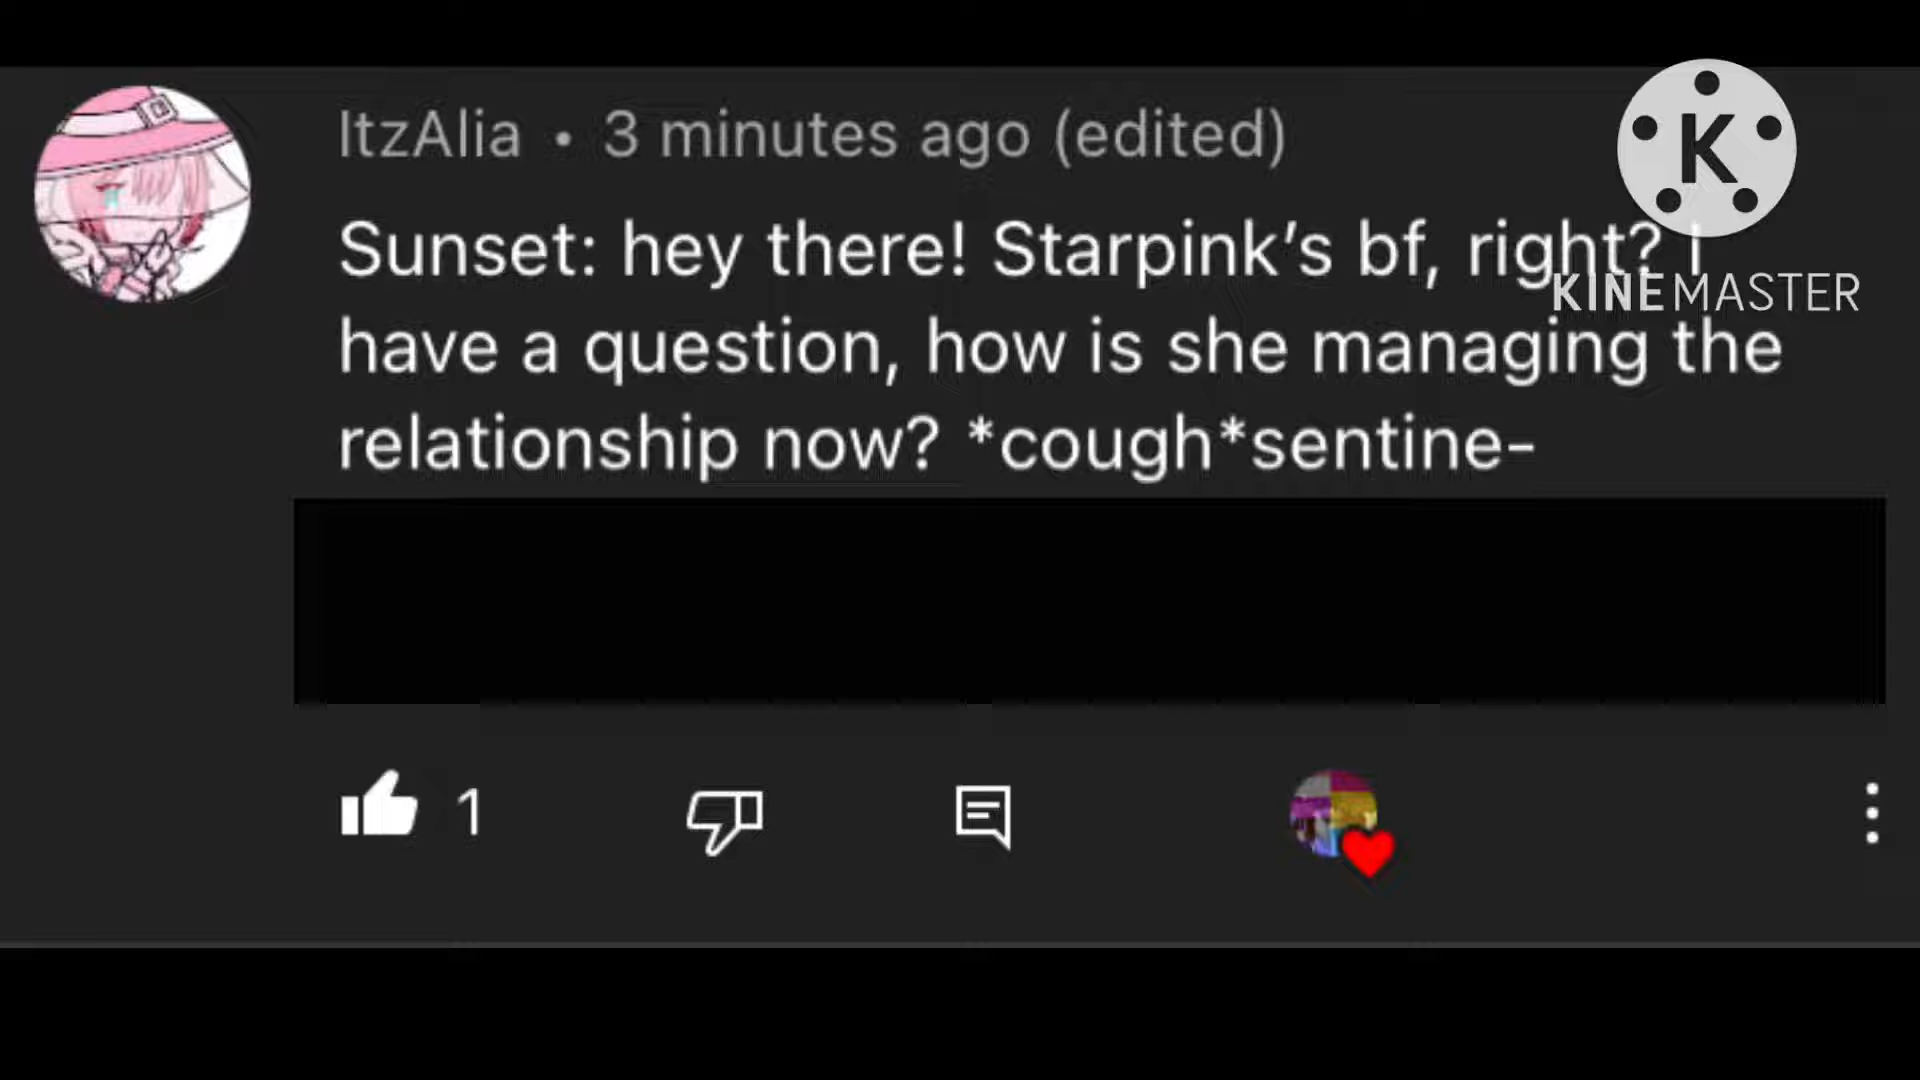 ItzAlia • 3 minutes ago (edited)
K
KINEMASTER
Sunset: hey there! Starpink’s bf, right? I
have a question, how is she managing the
relationship now? *cough*sentine-
1